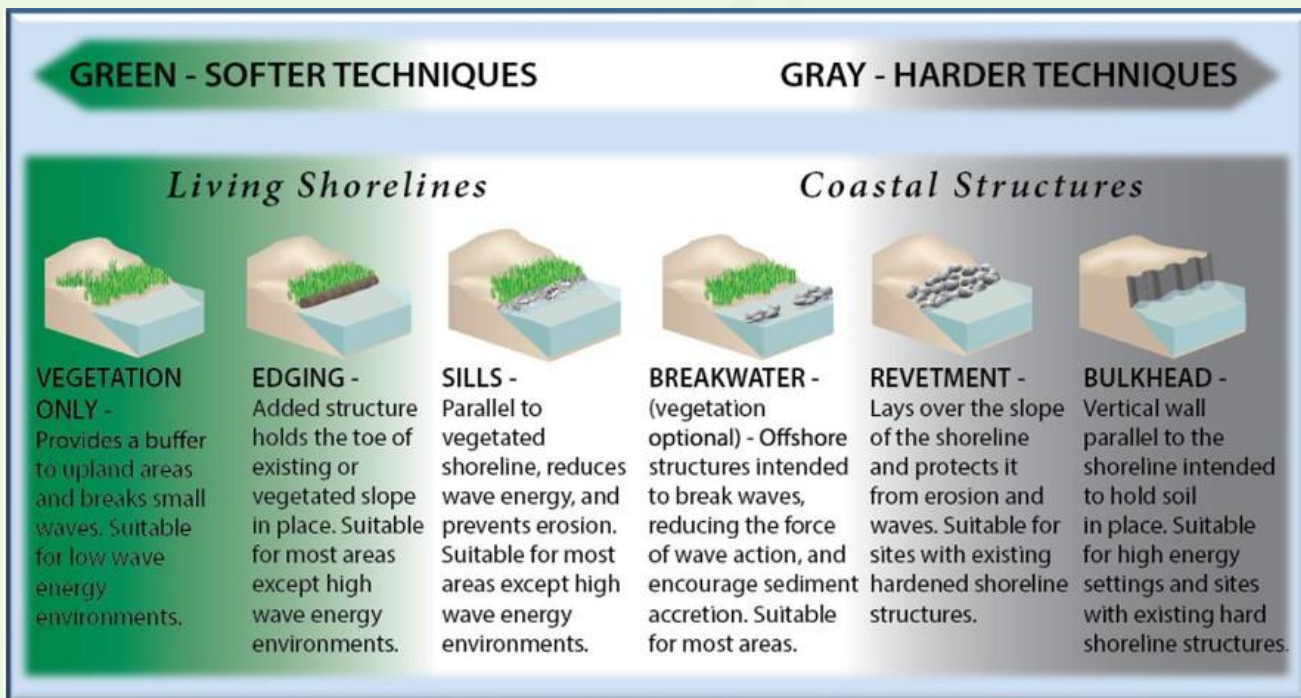 GREEN - SOFTER TECHNIQUES
GRAY - HARDER TECHNIQUES
Living Shorelines
Coastal Structures
VEGETATION
ONLY -
Provides a buffer
to upland areas
and breaks small
waves. Suitable
for low wave
energy
environments.
EDGING -
Added structure
holds the toe of
existing or
vegetated slope
in place. Suitable
for most areas
except high
wave energy
environments.
SILLS -
Parallel to
vegetated
shoreline, reduces
wave energy, and
prevents erosion.
Suitable for most
areas except high
wave energy
environments.
BREAKWATER -
(vegetation
optional) - Offshore
structures intended
to break waves,
reducing the force
of wave action, and
encourage sediment
accretion. Suitable
for most areas.
REVETMENT -
Lays over the slope
of the shoreline
and protects it
from erosion and
waves. Suitable for
sites with existing
hardened shoreline
structures.
BULKHEAD -
Vertical wall
parallel to the
shoreline intended
to hold soil
in place. Suitable
for high energy
settings and sites
with existing hard
shoreline structures.